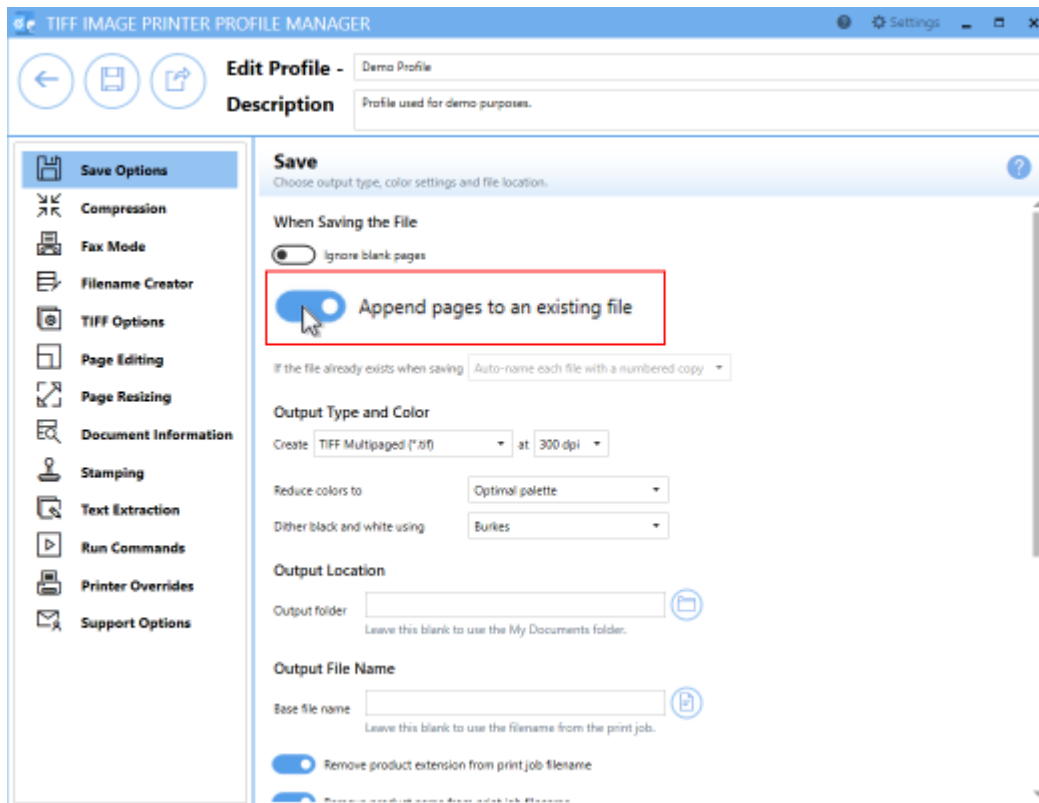 TIFF IMAGE PRINTER PROFILE MANAGER
Settings
Edit Profile - Demo Profile
Description Profile used for demo purposes.
Save Options
Compression
Fax Mode
Filename Creator
TIFF Options
Page Editing
Page Resizing
Document Information
Stamping
Text Extraction
Run Commands
Printer Overrides
Support Options
Save
Choose output type, color settings and file location.
When Saving the File
Ignore blank pages
Append pages to an existing file
If the file already exists when saving Auto-name each file with a numbered copy
Output Type and Color
Create TIFF Multipaged (*.tif) at 300 dpi
Reduce colors to Optimal palette
Dither black and white using Burkes
Output Location
Output folder
Leave this blank to use the My Documents folder.
Output File Name
Base file name
Leave this blank to use the filename from the print job.
Remove product extension from print job filename
Remove product name from print job filename